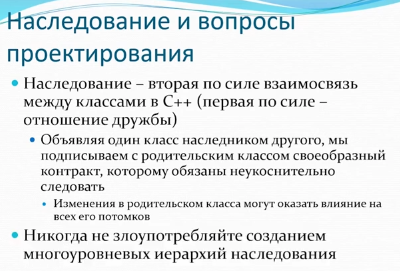 Наследование и вопросы
проектирования
Наследование – вторая по силе взаимосвязь
между классами в C++ (первая по силе –
отношение дружбы)
Объявляя один класс наследником другого, мы
подписываем с родительским классом своеобразный
контракт, которому обязаны неукоснительно
следовать
Изменения в родительском класса могут оказать влияние на
всех его потомков
Никогда не злоупотребляйте созданием
многоуровневых иерархий наследования